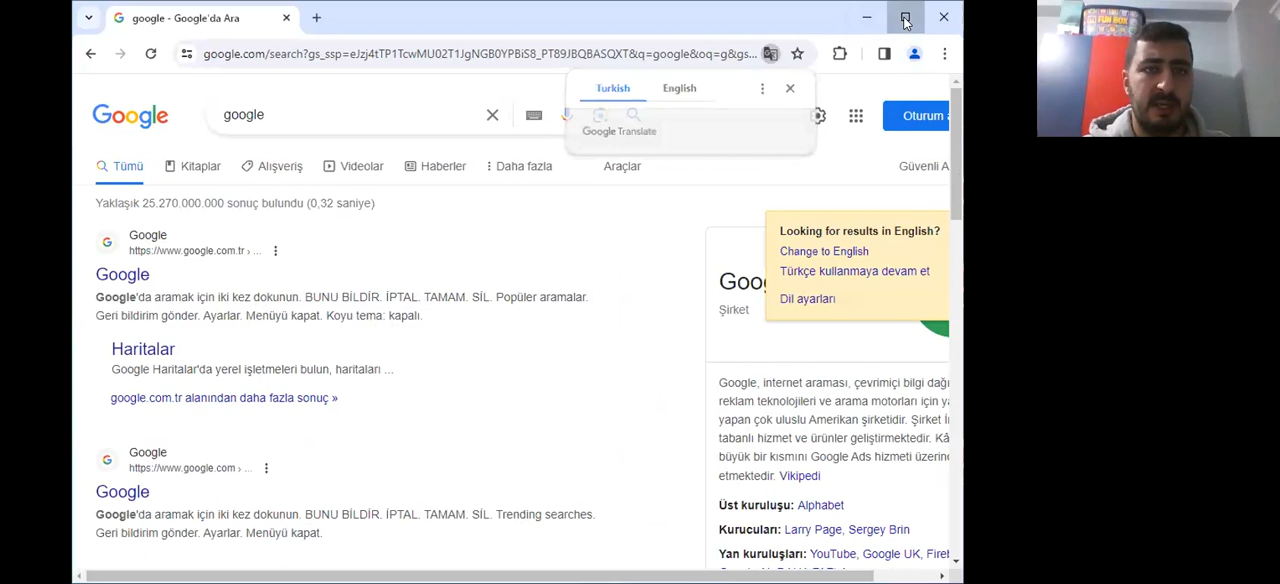 google - Google'da Ara
google.com/search?gs_ssp=eJzj4tTP1TcwMU02T1JgNGB0YPBiS8_PT89JBQBASQXT&q=google&oq=g&gs...
Turkish English
Google Translate
Google
google
Oturum a
Tümü Kitaplar Alışveriş Videolar Haberler Daha fazla Araçlar Güvenli A
Yaklaşık 25.270.000.000 sonuç bulundu (0,32 saniye)
Google
https://www.google.com.tr › ...
Google
Google'da aramak için iki kez dokunun. BUNU BİLDİR. İPTAL. TAMAM. SİL. Popüler aramalar.
Geri bildirim gönder. Ayarlar. Menüyü kapat. Koyu tema: kapalı.
Haritalar
Google Haritalar'da yerel işletmeleri bulun, haritaları ...
google.com.tr alanından daha fazla sonuç »
Google
https://www.google.com › ...
Google
Google'da aramak için iki kez dokunun. BUNU BİLDİR. İPTAL. TAMAM. SİL. Trending searches.
Geri bildirim gönder. Ayarlar. Menüyü kapat.
Looking for results in English?
Change to English
Türkçe kullanmaya devam et
Dil ayarları
Goo
Şirket
Google, internet araması, çevrimiçi bilgi dağı
reklam teknolojileri ve arama motorları için ya
yapan çok uluslu Amerikan şirketidir. Şirket İ
tabanlı hizmet ve ürünler geliştirmektedir. Kâ
büyük bir kısmını Google Ads hizmeti üzerin
etmektedir. Vikipedi
Üst kuruluşu: Alphabet
Kurucuları: Larry Page, Sergey Brin
Yan kuruluşları: YouTube, Google UK, Fireb
FUN BOX